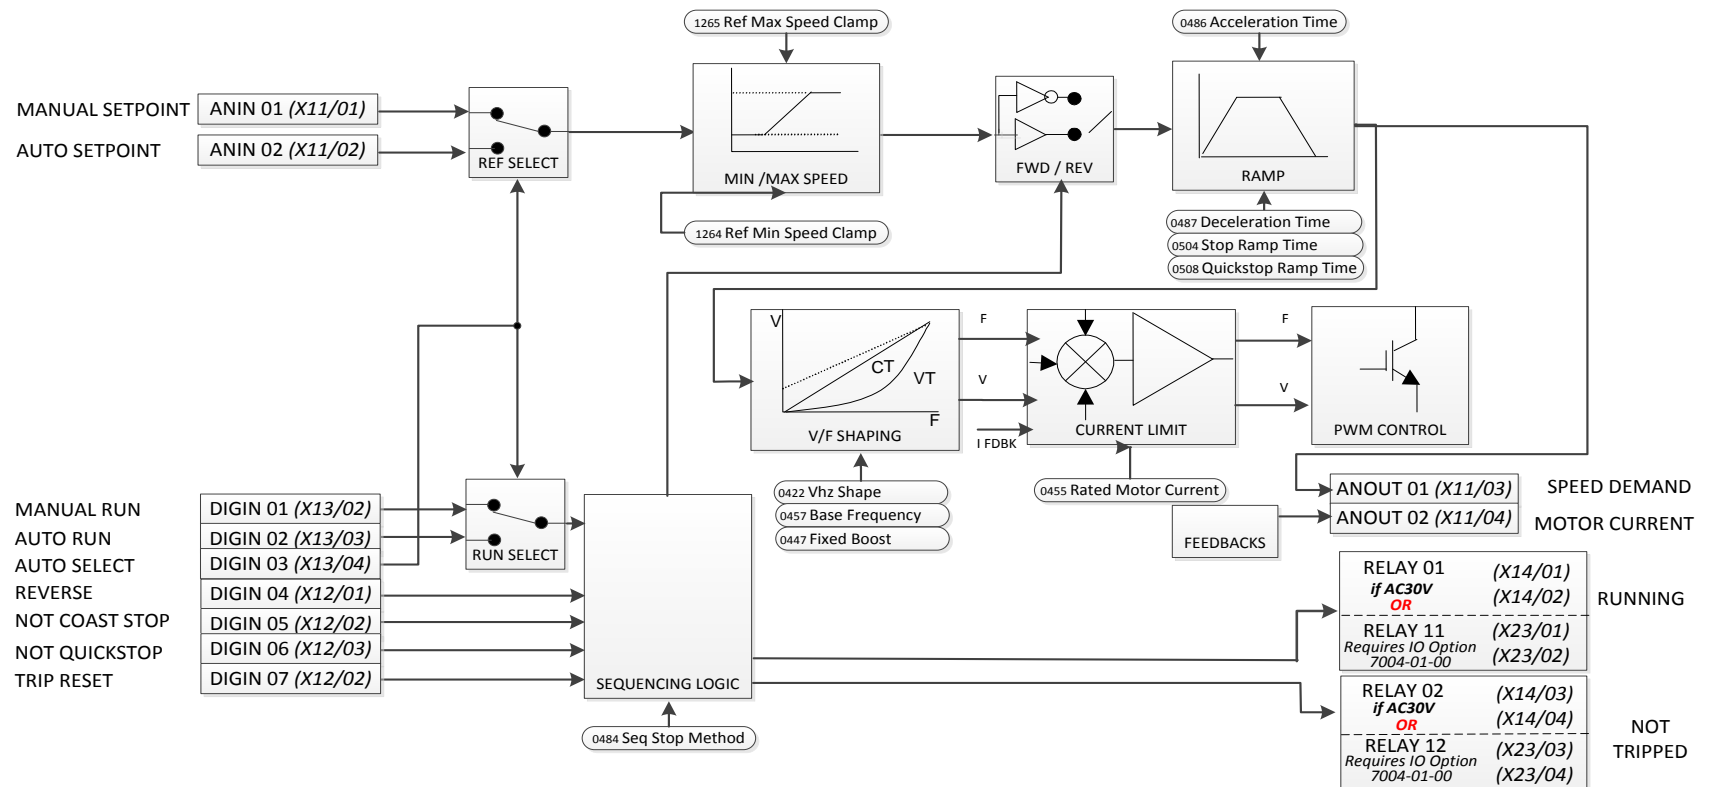 1265 Ref Max Speed Clamp
0486 Acceleration Time
MANUAL SETPOINT
ANIN 01 (X11/01)
AUTO SETPOINT
ANIN 02 (X11/02)
REF SELECT
MIN /MAX SPEED
FWD / REV
RAMP
1264 Ref Min Speed Clamp
0487 Deceleration Time
0504 Stop Ramp Time
0508 Quickstop Ramp Time
V
CT
VT
F
V/F SHAPING
F
V
I FDBK
CURRENT LIMIT
F
V
PWM CONTROL
0422 Vhz Shape
0457 Base Frequency
0447 Fixed Boost
0455 Rated Motor Current
FEEDBACKS
ANOUT 01 (X11/03)
SPEED DEMAND
ANOUT 02 (X11/04)
MOTOR CURRENT
MANUAL RUN
DIGIN 01 (X13/02)
AUTO RUN
DIGIN 02 (X13/03)
AUTO SELECT
DIGIN 03 (X13/04)
REVERSE
DIGIN 04 (X12/01)
NOT COAST STOP
DIGIN 05 (X12/02)
NOT QUICKSTOP
DIGIN 06 (X12/03)
TRIP RESET
DIGIN 07 (X12/02)
RUN SELECT
SEQUENCING LOGIC
0484 Seq Stop Method
RELAY 01
if AC30V
OR
(X14/01)
(X14/02)
RELAY 11
Requires IO Option
7004-01-00
(X23/01)
(X23/02)
RUNNING
RELAY 02
if AC30V
OR
(X14/03)
(X14/04)
RELAY 12
Requires IO Option
7004-01-00
(X23/03)
(X23/04)
NOT
TRIPPED